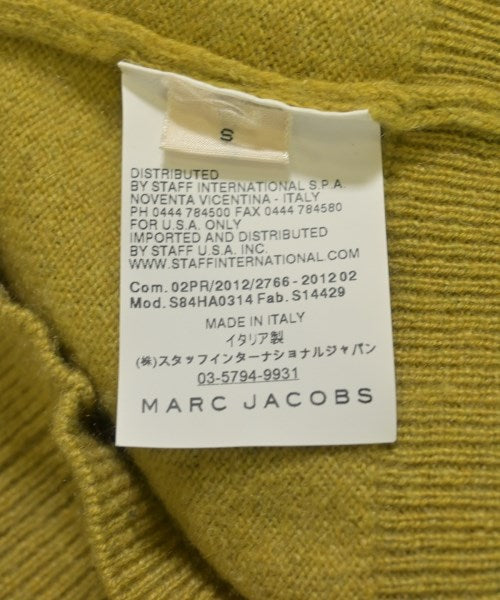 S
DISTRIBUTED
BY STAFF INTERNATIONAL S.P.A.
NOVENTA VICENTINA - ITALY
PH 0444 784500 FAX 0444 784580
FOR U.S.A. ONLY
IMPORTED AND DISTRIBUTED
BY STAFF U.S.A. INC.
WWW.STAFFINTERNATIONAL.COM
Com. 02PR/2012/2766 - 2012 02
Mod. S84HA0314 Fab. S14429
MADE IN ITALY
イタリア製
(株)スタッフインターナショナルジャパン
03-5794-9931
MARC JACOBS